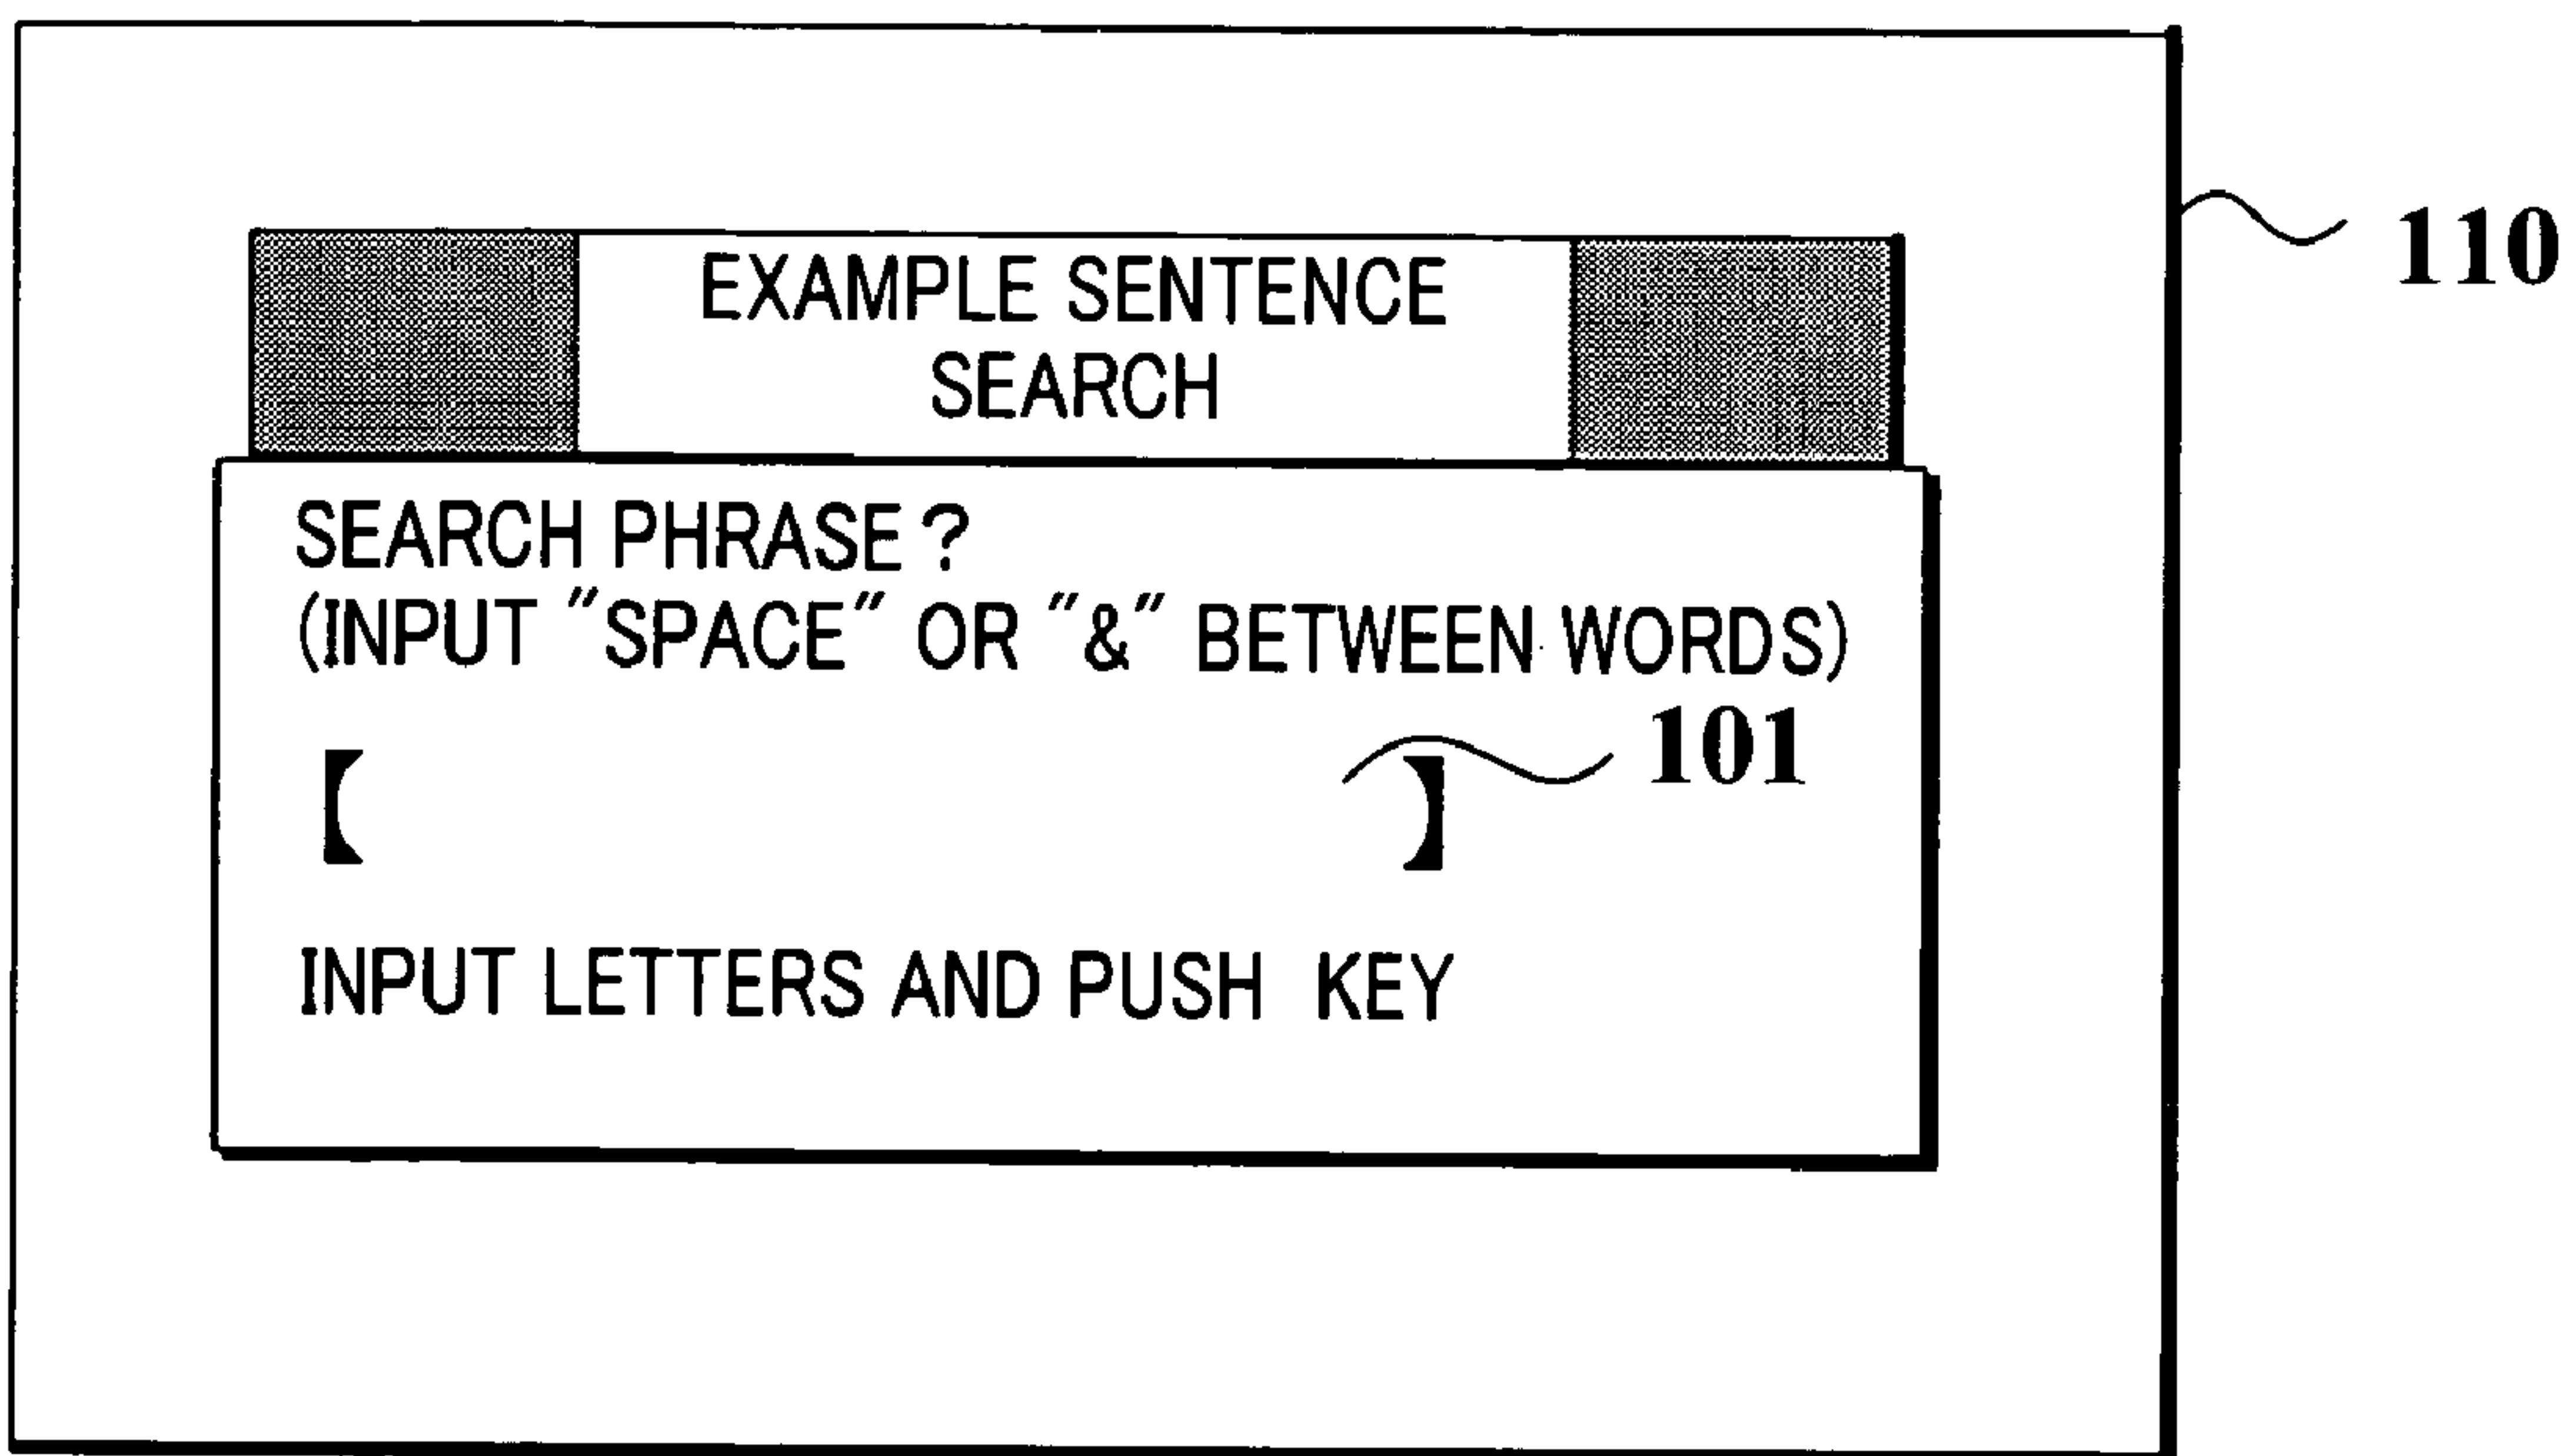 110
EXAMPLE SENTENCE
SEARCH
SEARCH PHRASE?
(INPUT "SPACE" OR "&" BETWEEN WORDS)
101
【 】
INPUT LETTERS AND PUSH KEY